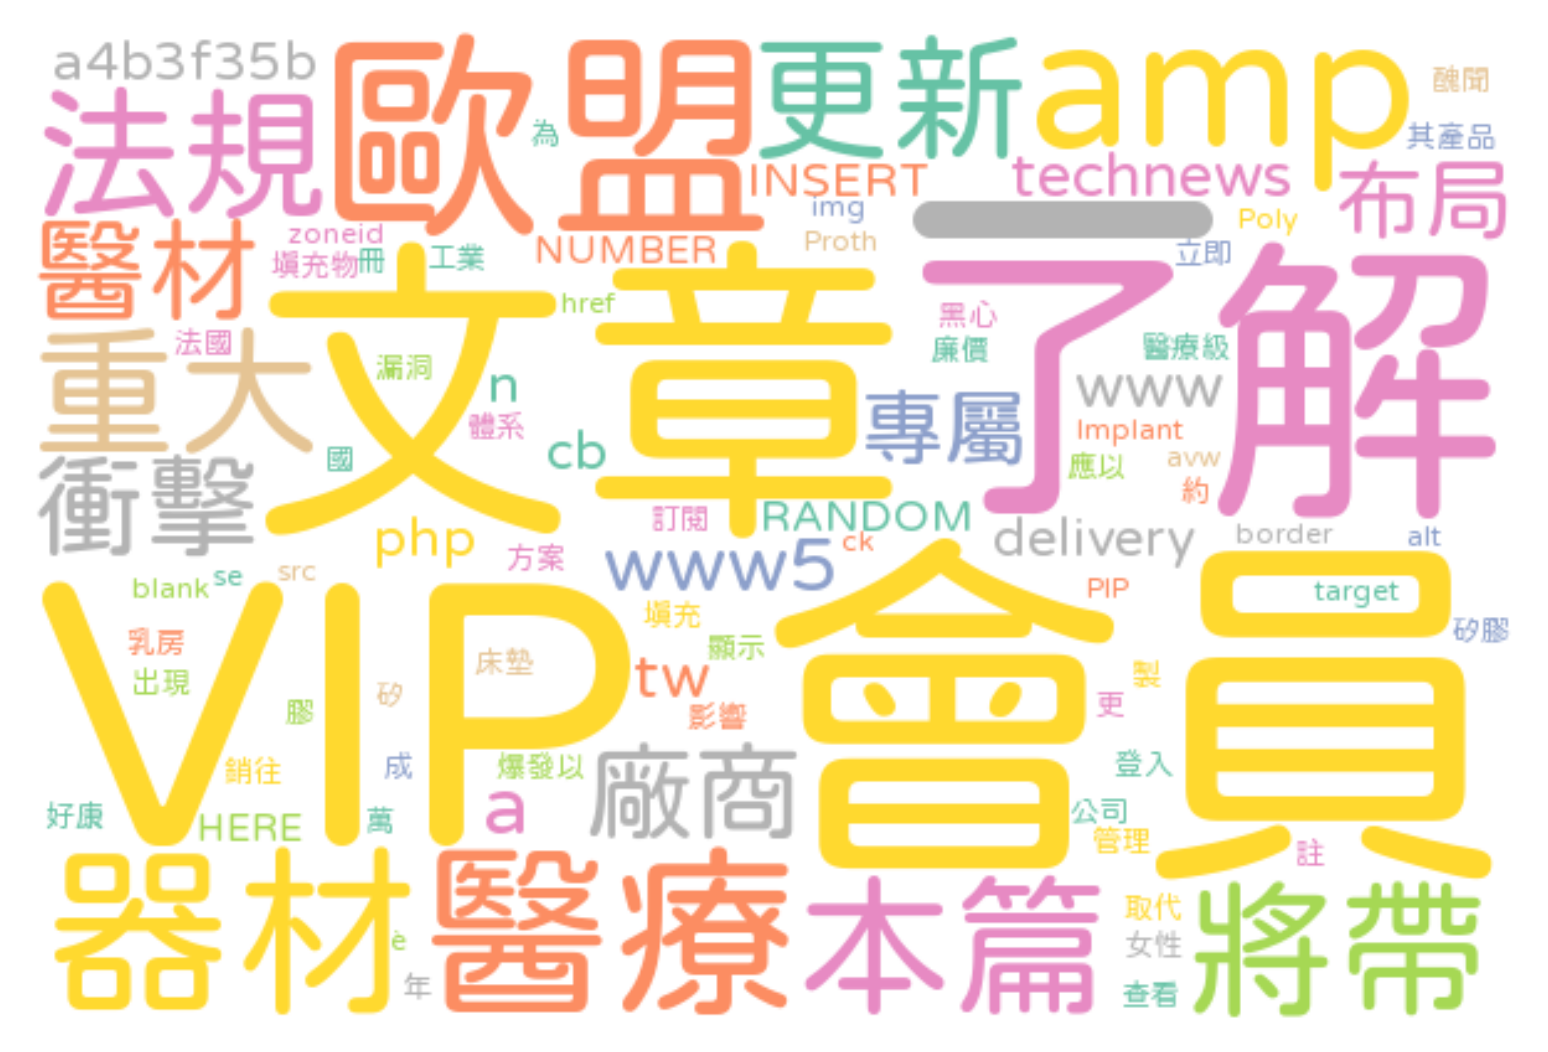 a4b3f35b
歐盟
更新
amp
醜聞
法規
為
其產品
INSERT
technews
布局
img
一
Poly
醫材
zoneid
NUMBER
Proth
立即
填充物
冊
工業
文章
了解
href
黑心
重大
法國
廉價
醫療級
漏洞
n
www
專屬
體系
Implant
cb
國
應以
avw
衝擊
約
訂閱
RANDOM
php
delivery
border
alt
方案
www5
ck
VIP
會員
blank
se
src
PIP
target
填充
矽膠
乳房
顯示
床墊
出現
tw
製
矽
膠
影響
更
銷往
成
爆發以
廠商
登入
好康
HERE
萬
a
公司
管理
註
器材
醫療
本篇
將帶
取代
è
女性
年
查看